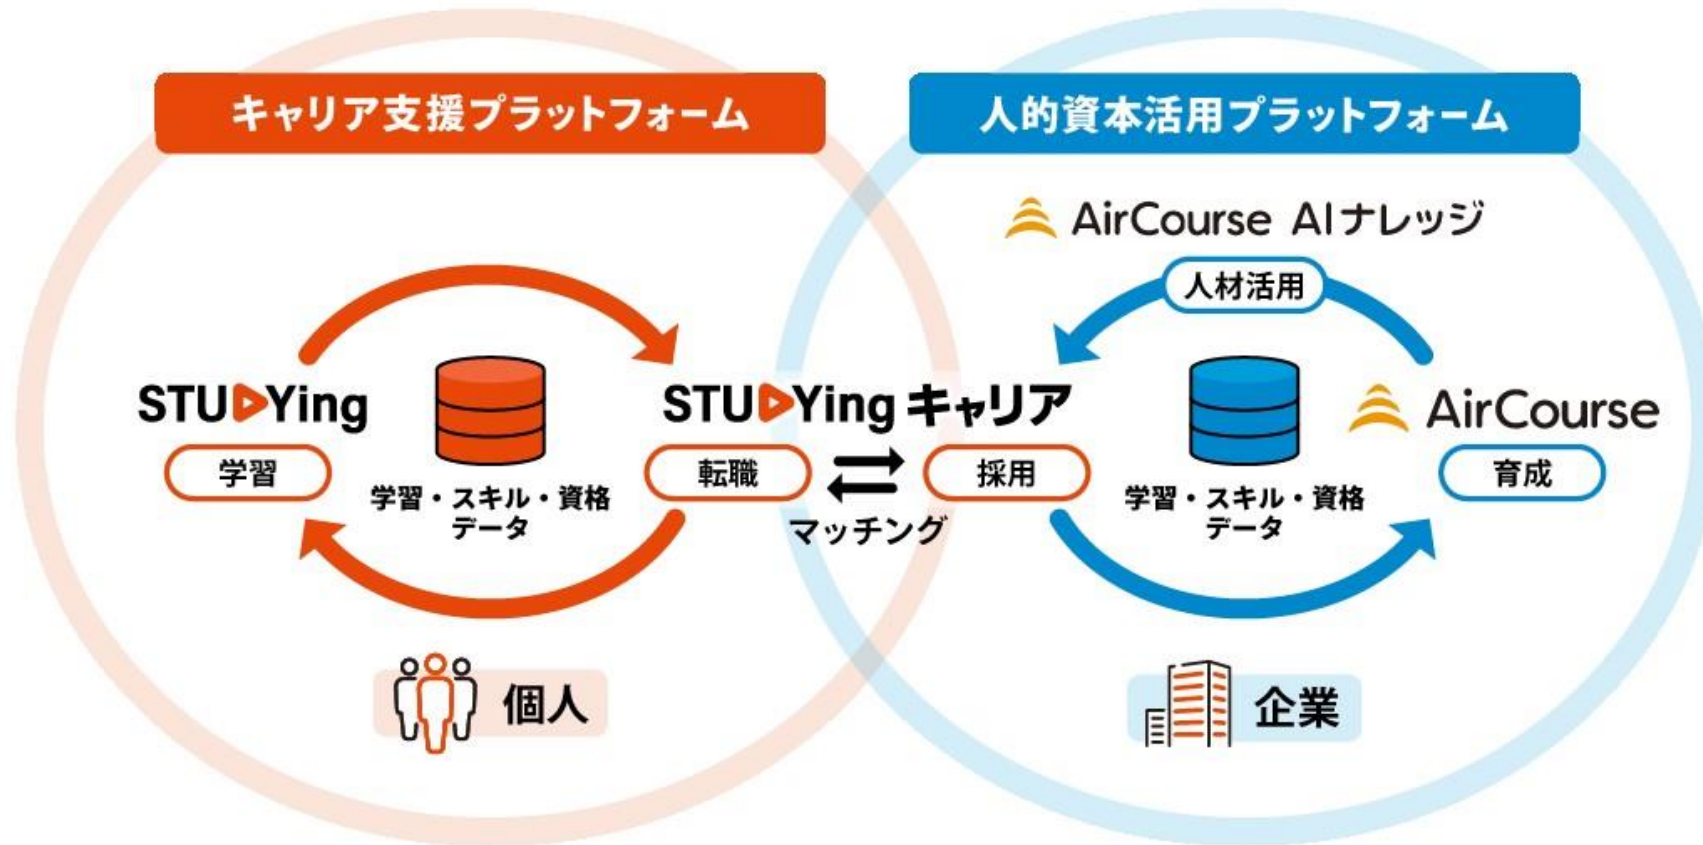 キャリア支援プラットフォーム
人的資本活用プラットフォーム
AirCourse AIナレッジ
人材活用
STUDYing
学習
学習・スキル・資格
データ
STUDYing キャリア
転職
採用
マッチング
学習・スキル・資格
データ
AirCourse
育成
個人
企業